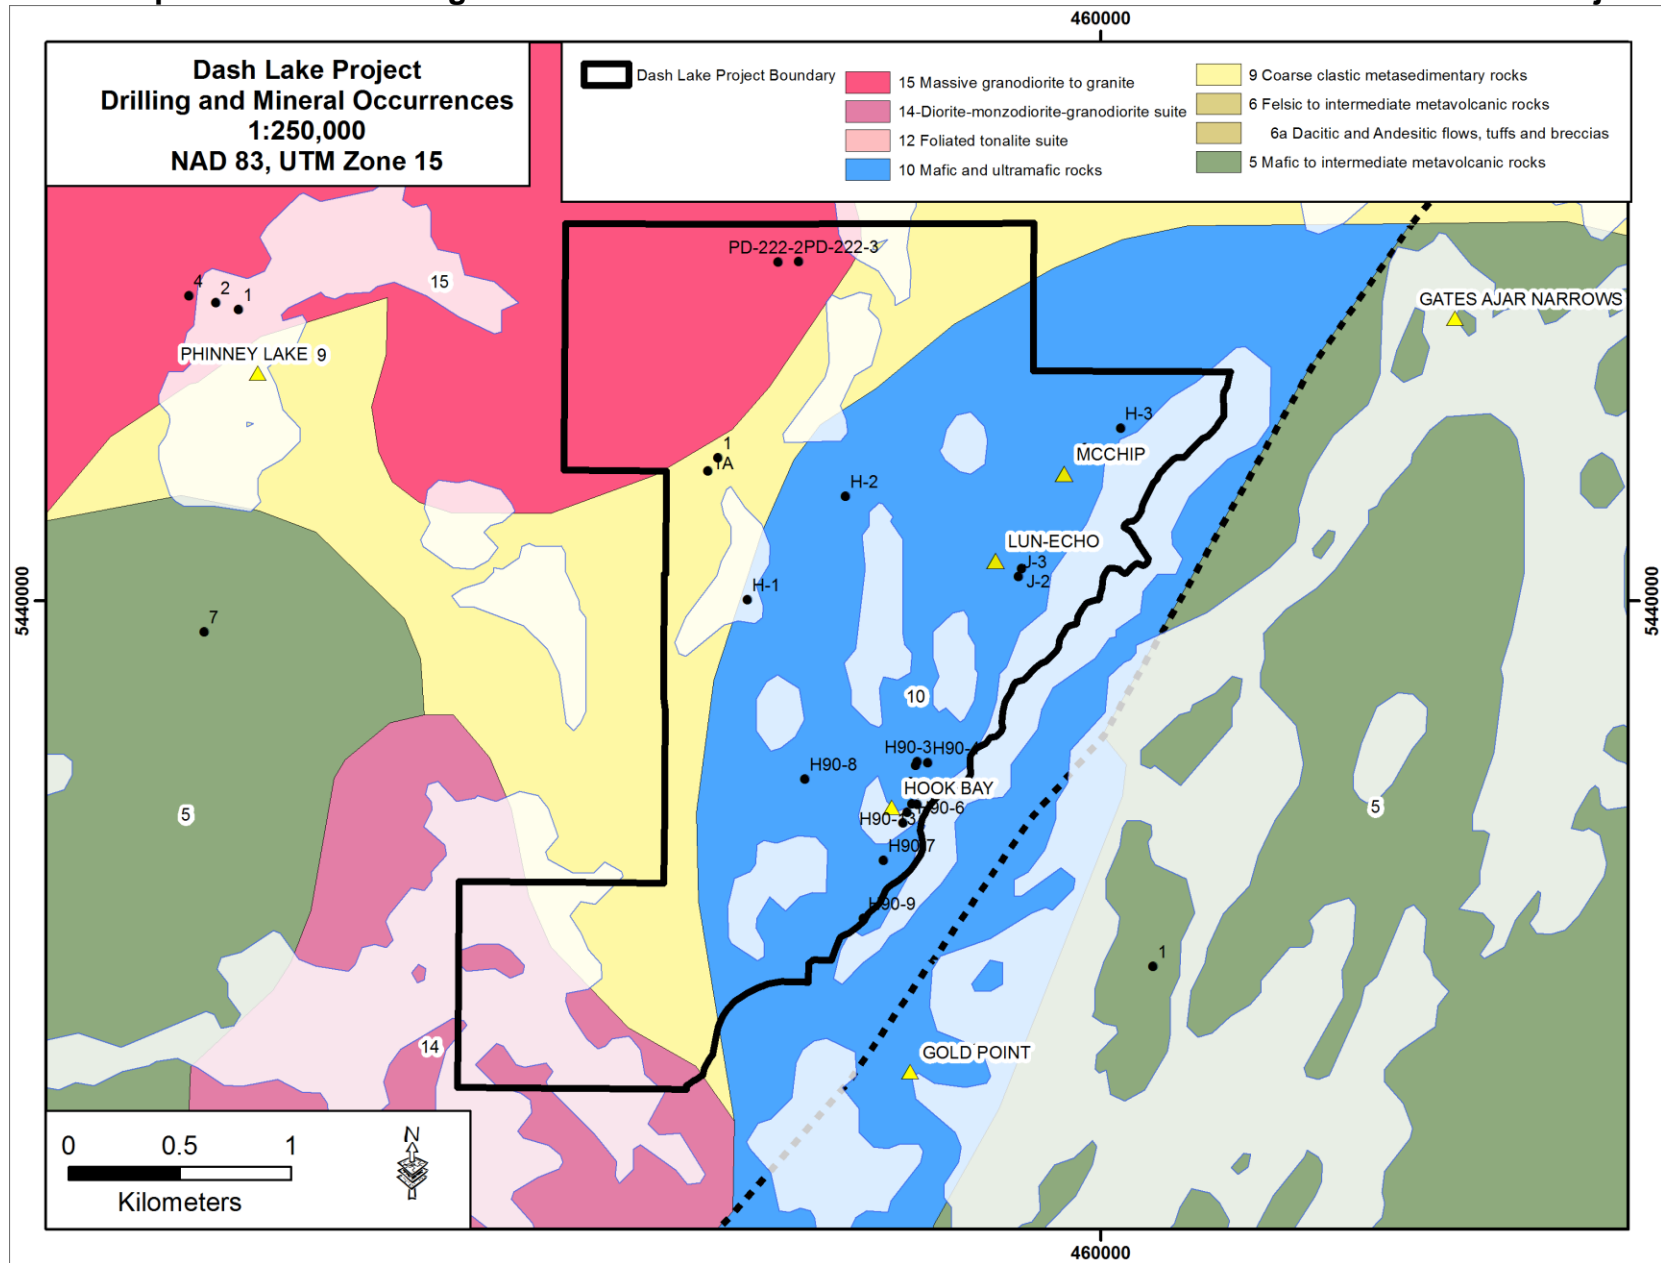 460000
Dash Lake Project
Drilling and Mineral Occurrences
1:250,000
NAD 83, UTM Zone 15
Dash Lake Project Boundary
15 Massive granodiorite to granite
14-Diorite-monzodiorite-granodiorite suite
12 Foliated tonalite suite
10 Mafic and ultramafic rocks
9 Coarse clastic metasedimentary rocks
6 Felsic to intermediate metavolcanic rocks
6a Dacitic and Andesitic flows, tuffs and breccias
5 Mafic to intermediate metavolcanic rocks
PD-222-2 PD-222-3
15
4
2
1
GATES AJAR NARROWS
PHINNEY LAKE 9
H-3
1
1A
MCCHIP
H-2
LUN-ECHO
J-3
J-2
H-1
5440000
5440000
7
10
H90-3 H90-4
H90-8
HOOK BAY
H90-6
5
5
H90-7
H90-9
1
14
GOLD POINT
0 0.5 1
Kilometers
N
460000